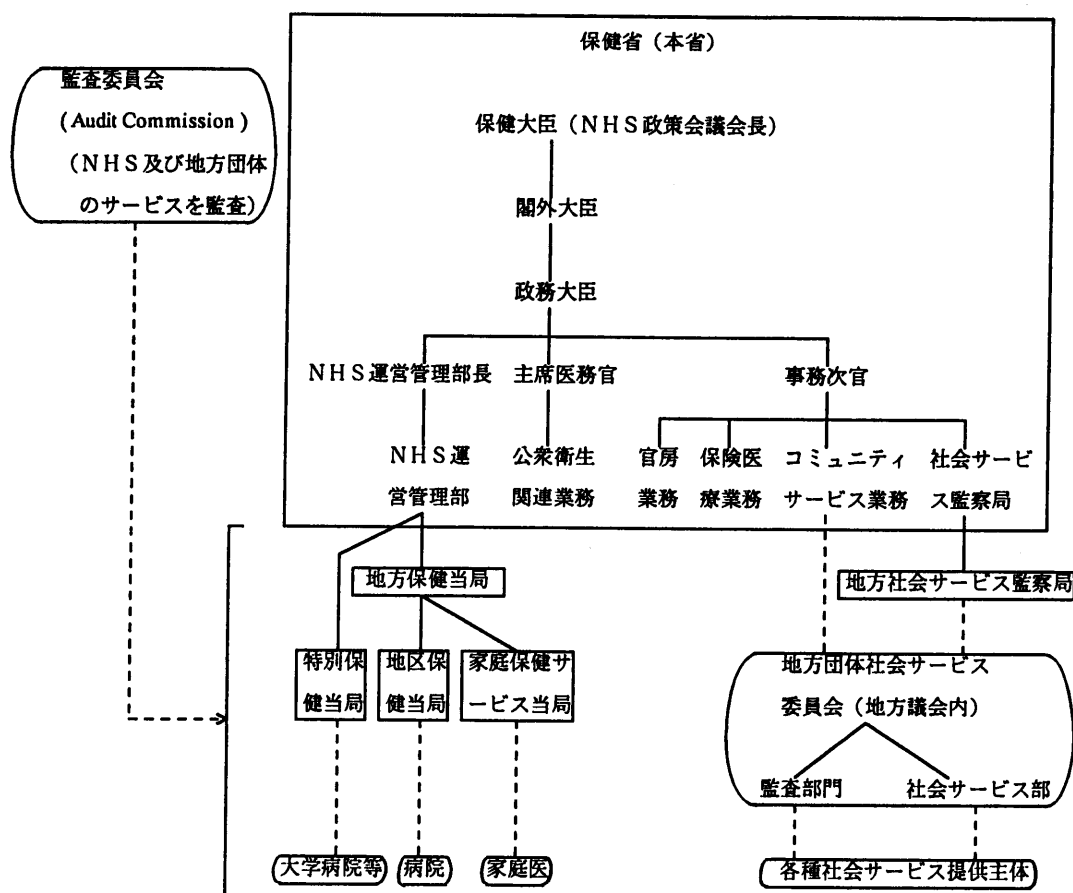 保健省（本省）
監査委員会
(Audit Commission)
（ＮＨＳ及び地方団体
のサービスを監査）
保健大臣（ＮＨＳ政策会議会長）
閣外大臣
政務大臣
ＮＨＳ運営管理部長
主席医務官
事務次官
ＮＨＳ運
営管理部
公衆衛生
関連業務
官房
業務
保険医
療業務
コミュニティ
サービス業務
社会サービ
ス監察局
地方保健当局
地方社会サービス監察局
特別保
健当局
地区保
健当局
家庭保健サ
ービス当局
地方団体社会サービス
委員会（地方議会内）
監査部門
社会サービス部
大学病院等
病院
家庭医
各種社会サービス提供主体